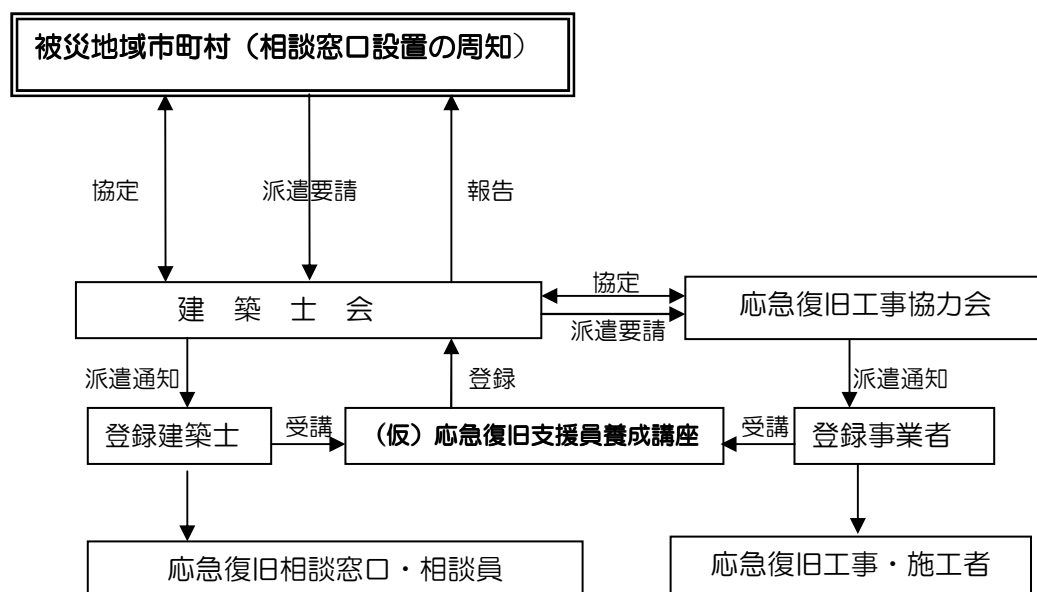 被災地域市町村（相談窓口設置の周知）
協定
派遣要請
報告
建　築　士　会
協定
派遣要請
応急復旧工事協力会
派遣通知
登録
派遣通知
登録建築士
受講
（仮）応急復旧支援員養成講座
受講
登録事業者
応急復旧相談窓口・相談員
応急復旧工事・施工者